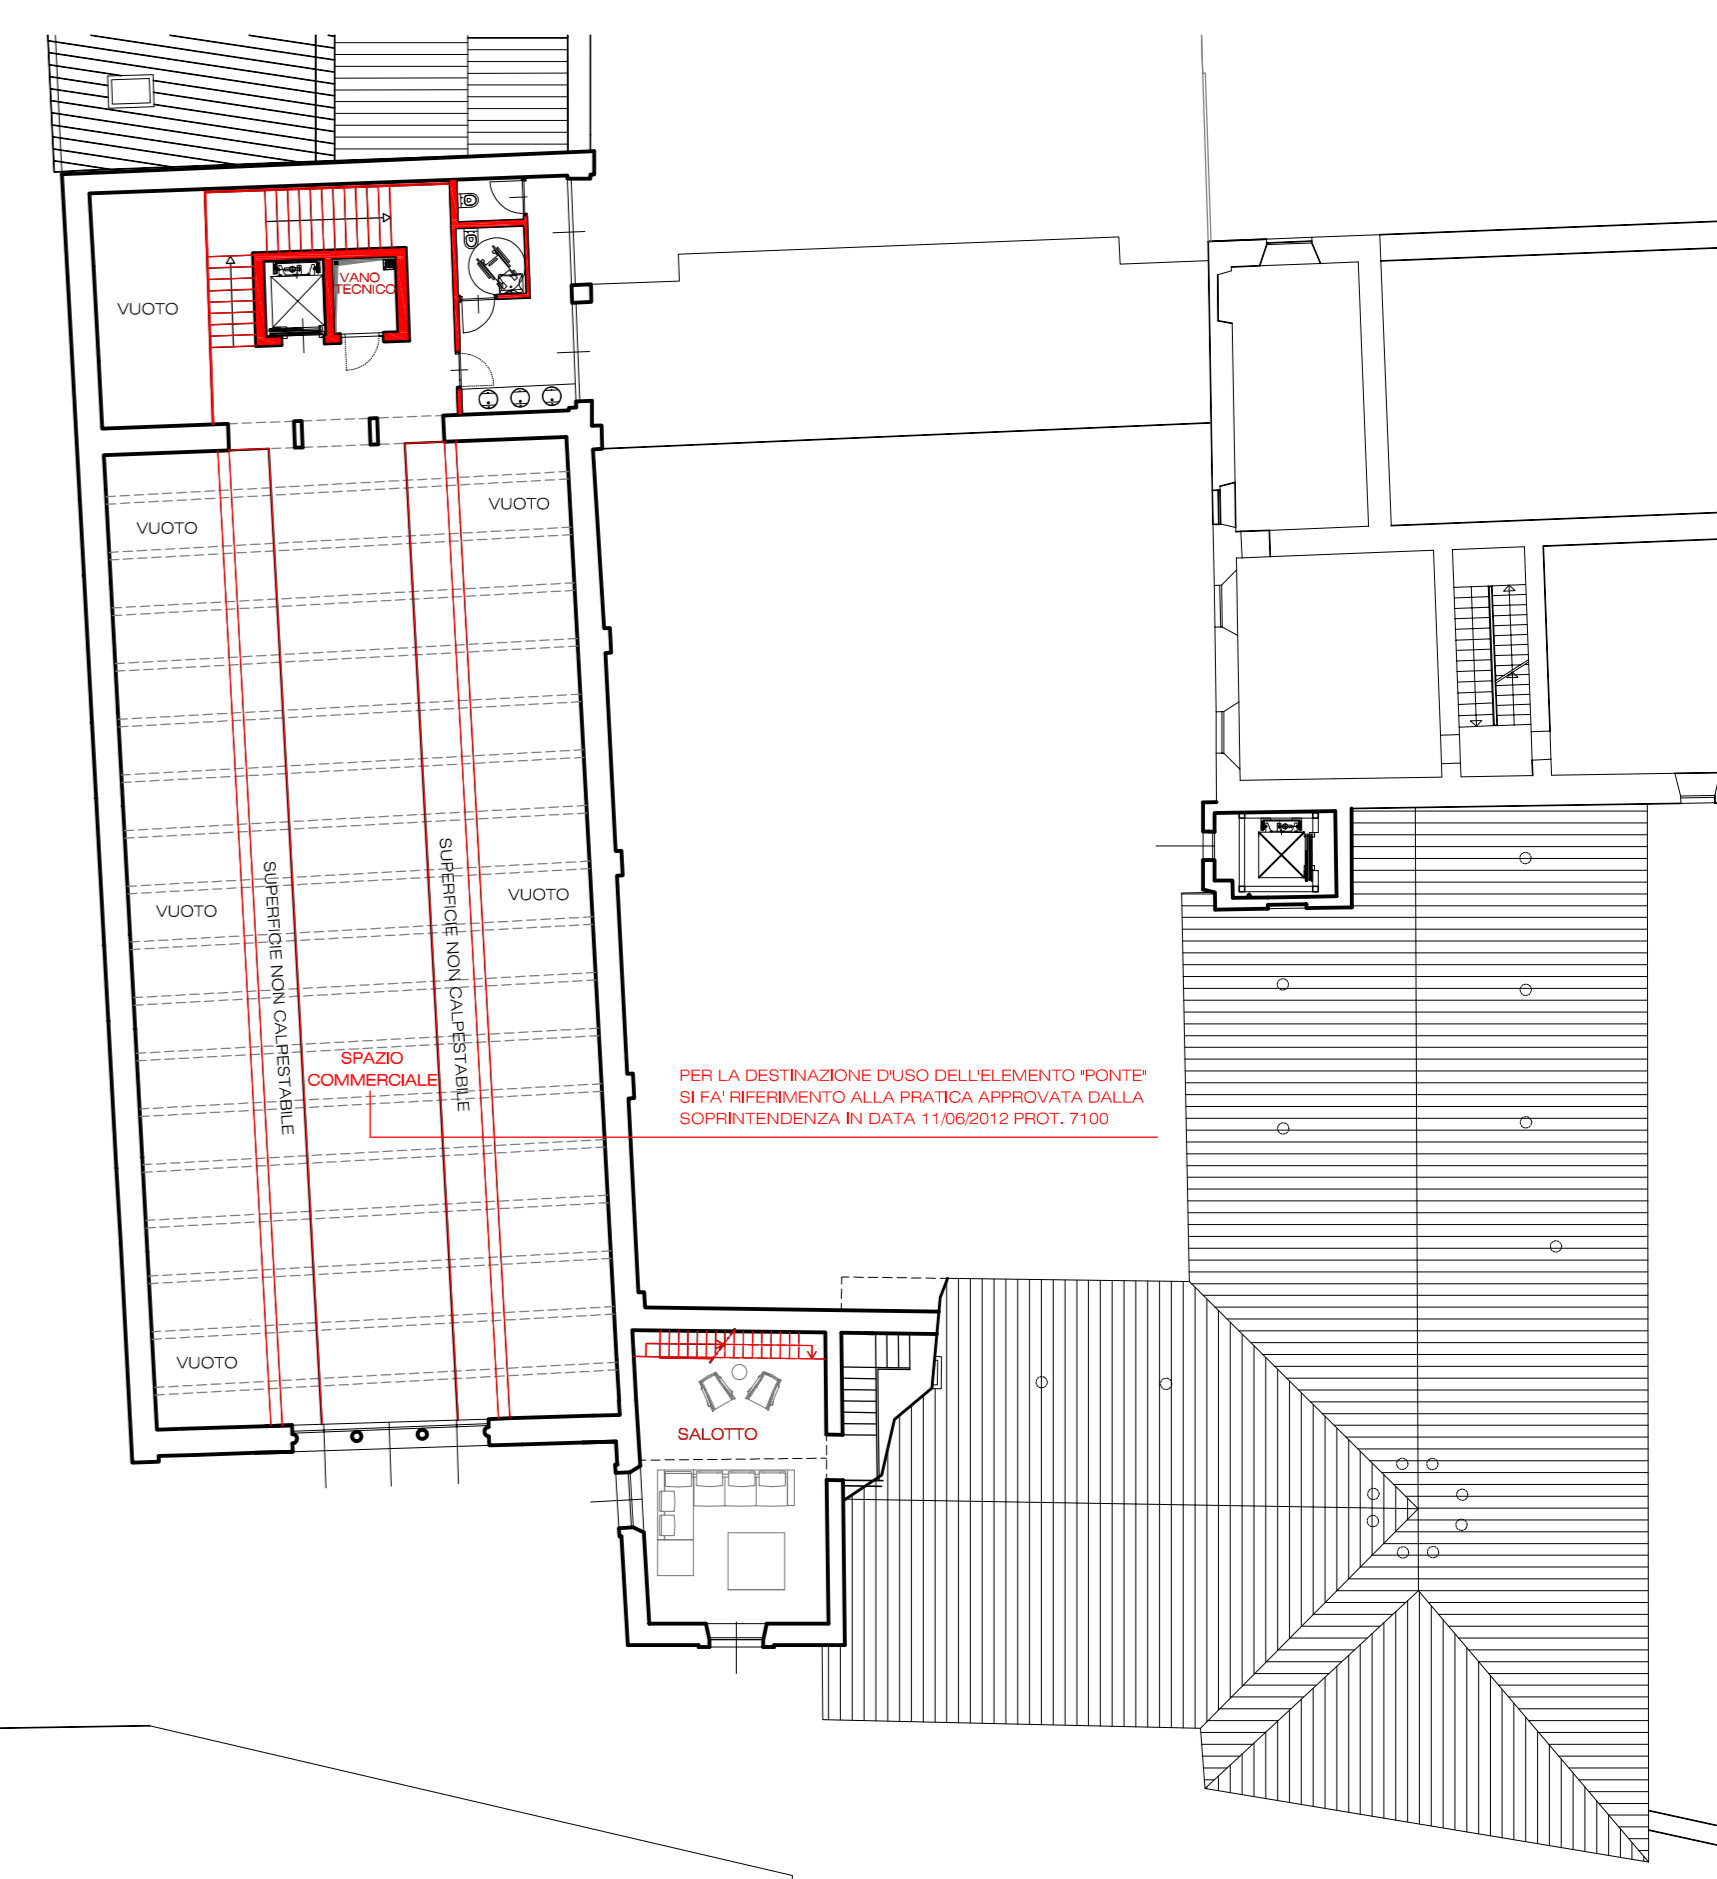 VANO
TECNICO
VUOTO
VUOTO
VUOTO
SUPERFICIE NON CALPESTABILE
SUPERFICIE NON CALPESTABILE
VUOTO
VUOTO
SPAZIO
COMMERCIALE
PER LA DESTINAZIONE D'USO DELL'ELEMENTO "PONTE"
SI FA' RIFERIMENTO ALLA PRATICA APPROVATA DALLA
SOPRINTENDENZA IN DATA 11/06/2012 PROT. 7100
VUOTO
SALOTTO